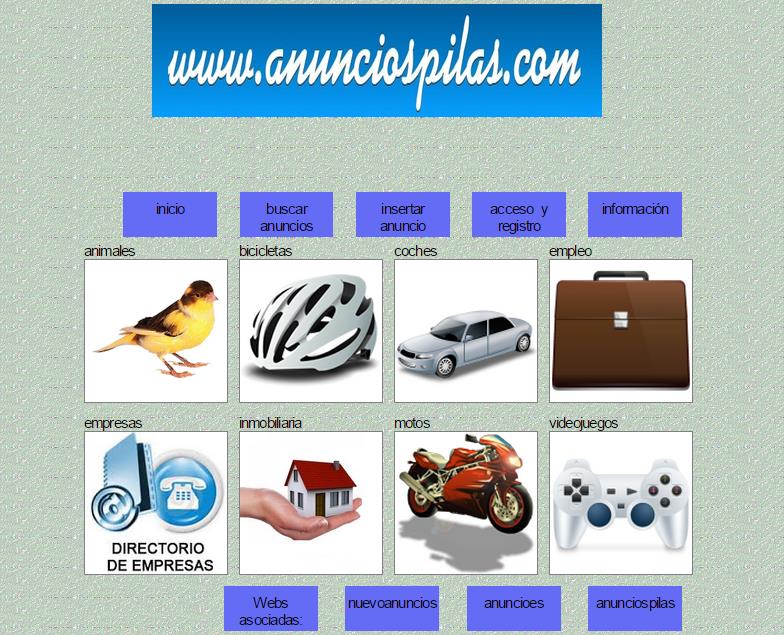 www.anunciospilas.com
inicio
buscar
anuncios
insertar
anuncio
acceso y
registro
información
animales
bicicletas
coches
empleo
empresas
inmobiliaria
motos
videojuegos
DIRECTORIO
DE EMPRESAS
Webs
asociadas:
nuevoanuncios
anuncioes
anunciospilas